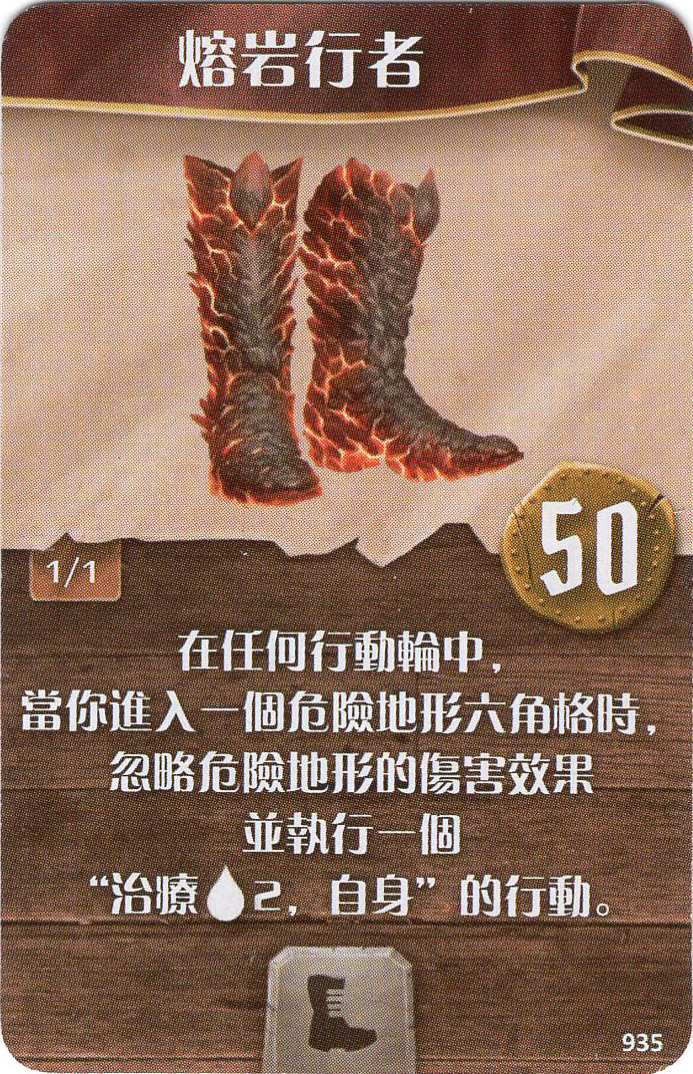 熔岩行者
50
1/1
在任何行動輪中，
當你進入一個危險地形六角格時，
忽略危險地形的傷害效果
並執行一個
“治療2，自身”的行動。
935